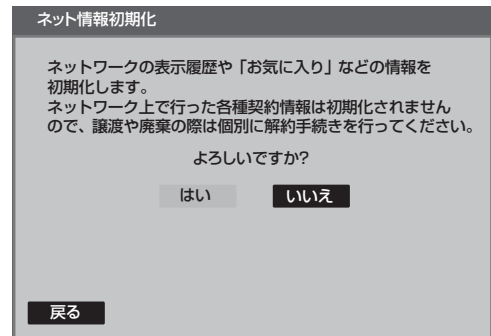 ネット情報初期化
ネットワークの表示履歴や「お気に入り」などの情報を
初期化します。
ネットワーク上で行った各種契約情報は初期化されません
ので、譲渡や廃棄の際は個別に解約手続きを行ってください。
よろしいですか?
はい いいえ
戻る